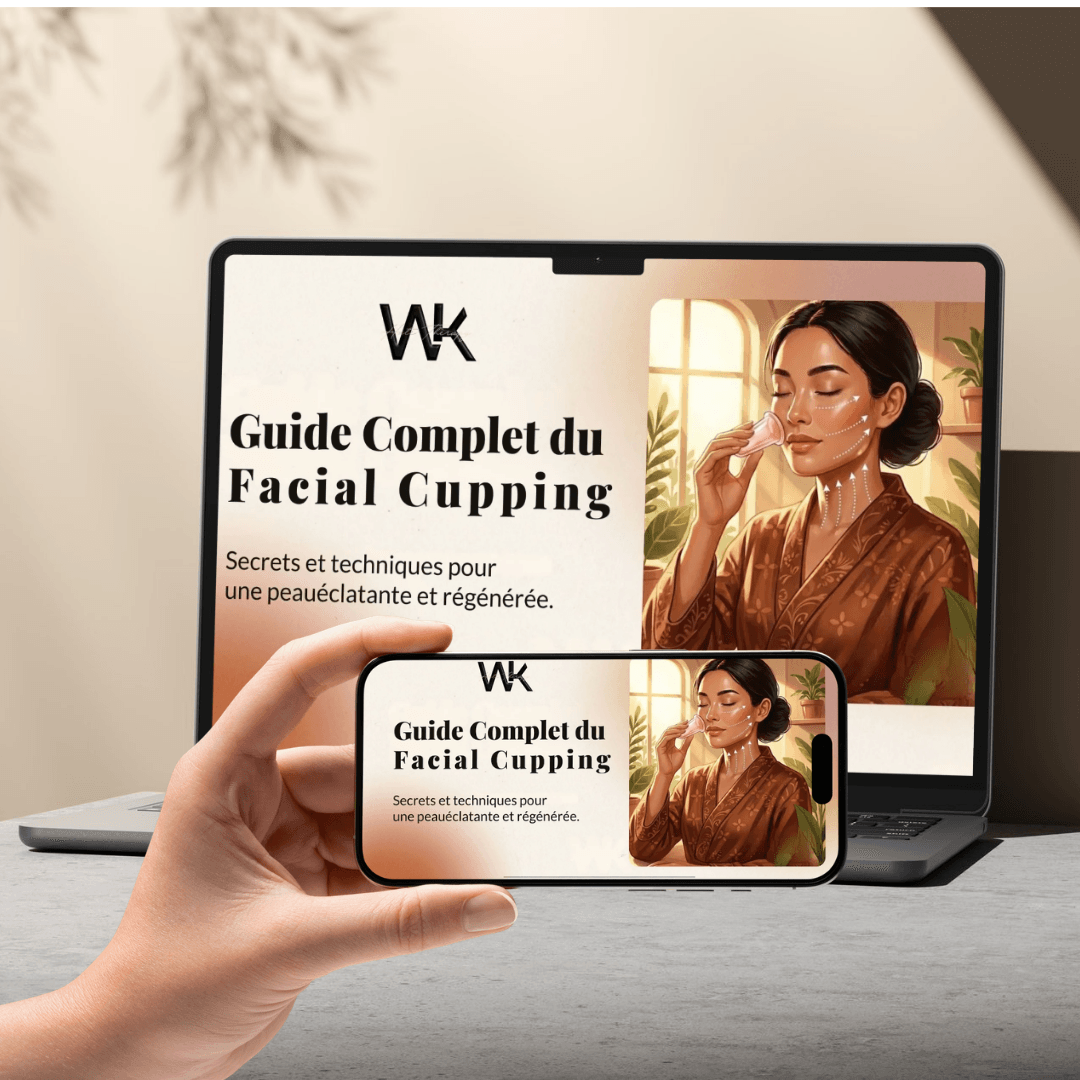 WK
Guide Complet du
Facial Cupping
Secrets et techniques pour
une peauéclatante et régénérée.
WK
Guide Complet du
Facial Cupping
Secrets et techniques pour
une peauéclatante et régénérée.